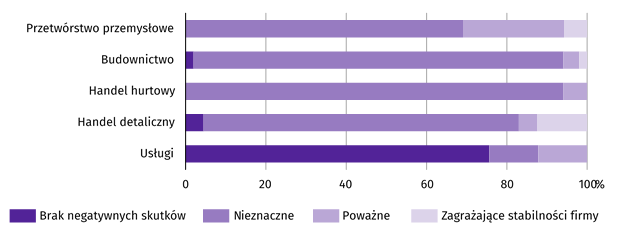 Przetwórstwo przemysłowe
Budownictwo
Handel hurtowy
Handel detaliczny
Usługi
0 20 40 60 80 100%
Brak negatywnych skutków Nieznaczne Poważne Zagrażające stabilności firmy